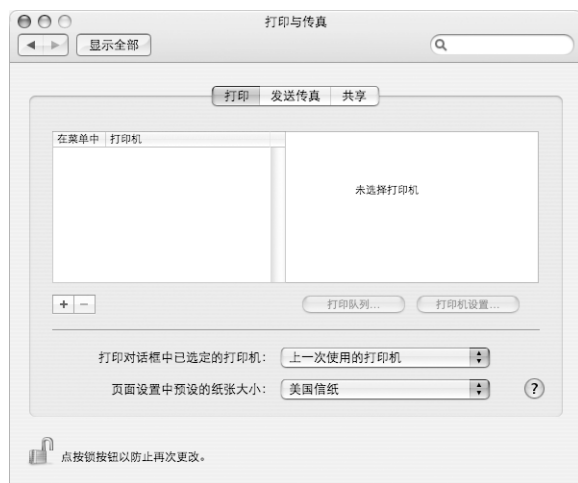 打印与传真
显示全部
打印 发送传真 共享
在菜单中 打印机
未选择打印机
+ −
打印队列... 打印机设置...
打印对话框中已选定的打印机： 上一次使用的打印机
页面设置中预设的纸张大小： 美国信纸 ?
点按锁按钮以防止再次更改。